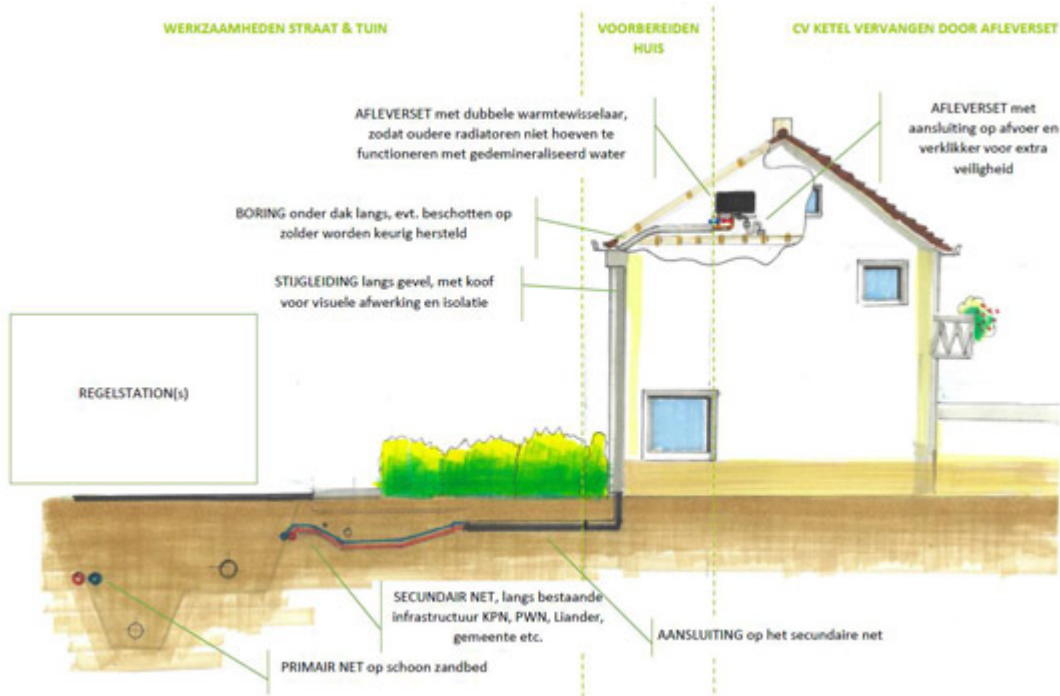 WERKZAAMHEDEN STRAAT & TUIN
VOORBEREIDEN
HUIS
CV KETEL VERVANGEN DOOR AFLEVERSET
AFLEVERSET met dubbele warmtewisselaar,
zodat oudere radiatoren niet hoeven te
functioneren met gedemineraliseerd water
AFLEVERSET met
aansluiting op afvoer en
verklikker voor extra
veiligheid
BORING onder dak langs, evt. beschotten op
zolder worden keurig hersteld
STIJGLEIDING langs gevel, met koof
voor visuele afwerking en isolatie
REGELSTATION(s)
SECUNDAIR NET, langs bestaande
infrastructuur KPN, PWN, Liander,
gemeente etc.
AANSLUITING op het secundaire net
PRIMAIR NET op schoon zandbed